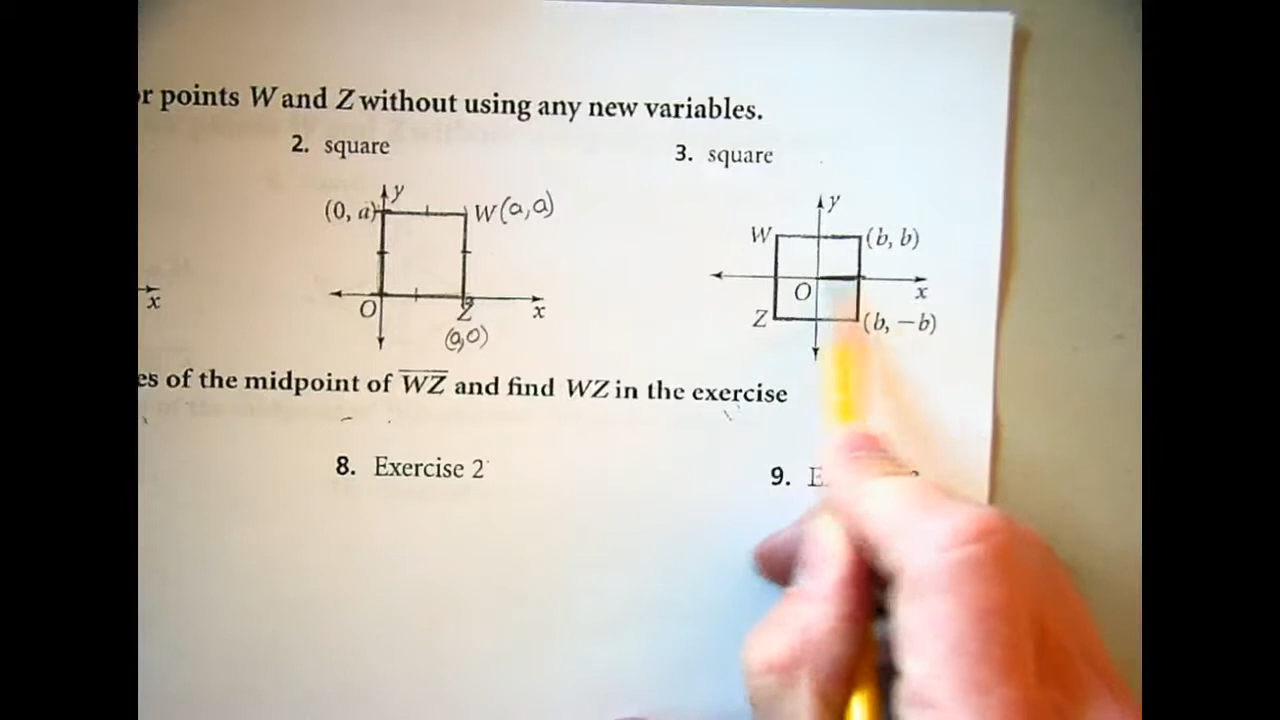 r points W and Z without using any new variables.
2. square
3. square
y
(0, a)
W(a,a)
O
Z
x
(a,0)
x
y
W
(b, b)
O
x
Z
(b, −b)
es of the midpoint of WZ and find WZ in the exercise
8. Exercise 2
9. E